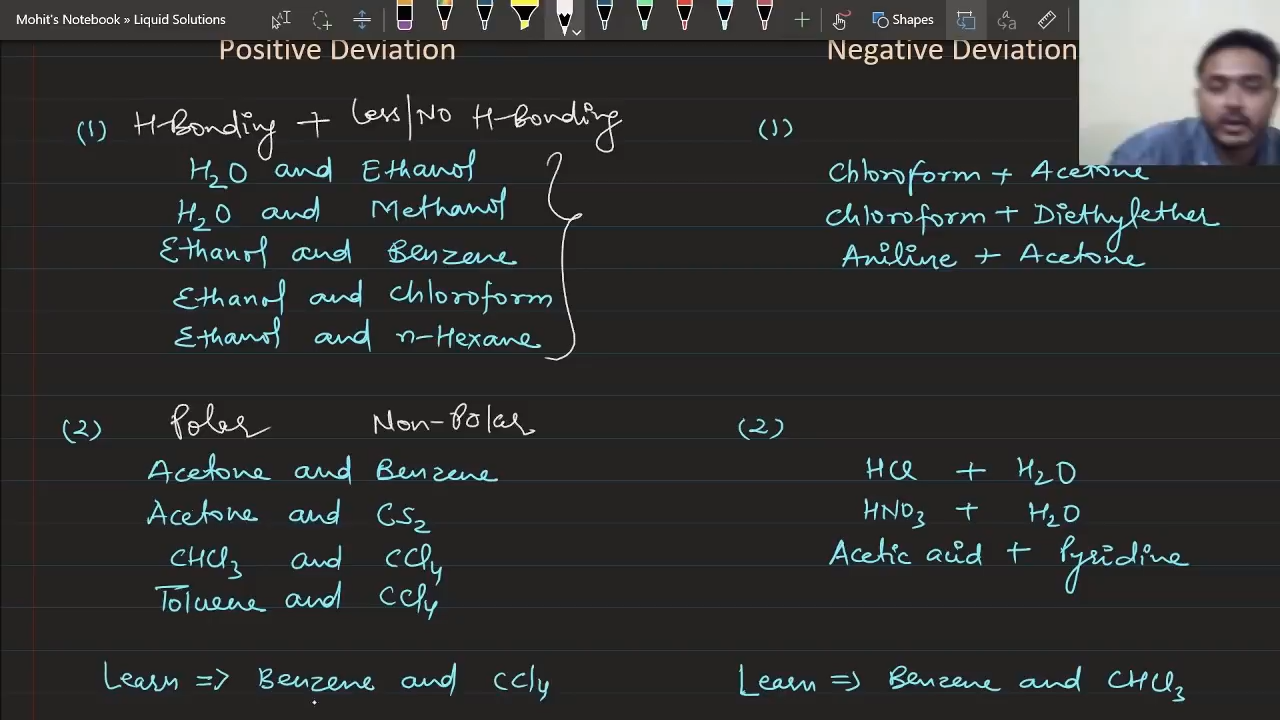 Mohit's Notebook » Liquid Solutions
Shapes
Positive Deviation
(1) H-Bonding + Less/No H-Bonding
H2O and Ethanol
H2O and Methanol
Ethanol and Benzene
Ethanol and Chloroform
Ethanol and n-Hexane
(2) Polar Non-Polar
Acetone and Benzene
Acetone and CS2
CHCl3 and CCl4
Toluene and CCl4
Learn => Benzene and CCl4
Negative Deviation
(1)
Chloroform + Acetone
Chloroform + Diethylether
Aniline + Acetone
(2)
HCl + H2O
HNO3 + H2O
Acetic acid + Pyridine
Learn => Benzene and CHCl3